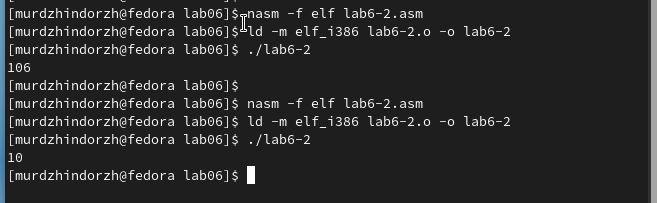 [murdzhindorzh@fedora lab06]$ nasm -f elf lab6-2.asm
[murdzhindorzh@fedora lab06]$ ld -m elf_i386 lab6-2.o -o lab6-2
[murdzhindorzh@fedora lab06]$ ./lab6-2
106
[murdzhindorzh@fedora lab06]$
[murdzhindorzh@fedora lab06]$ nasm -f elf lab6-2.asm
[murdzhindorzh@fedora lab06]$ ld -m elf_i386 lab6-2.o -o lab6-2
[murdzhindorzh@fedora lab06]$ ./lab6-2
10
[murdzhindorzh@fedora lab06]$